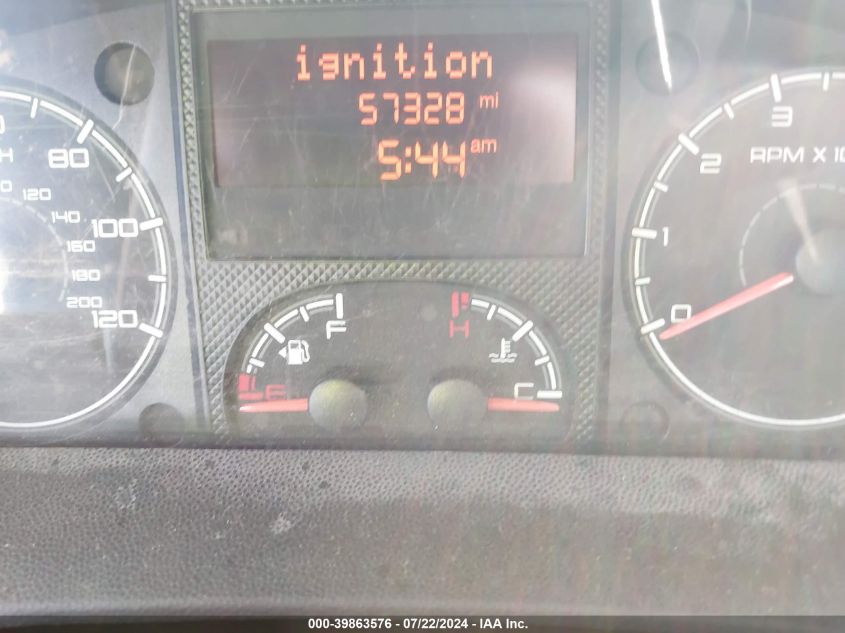 ignition
57328 mi
5:44 am
80
100
120
120
140
160
180
200
F
E
H
C
3
2
1
0
RPM X 10
000-39863576 - 07/22/2024 - IAA Inc.